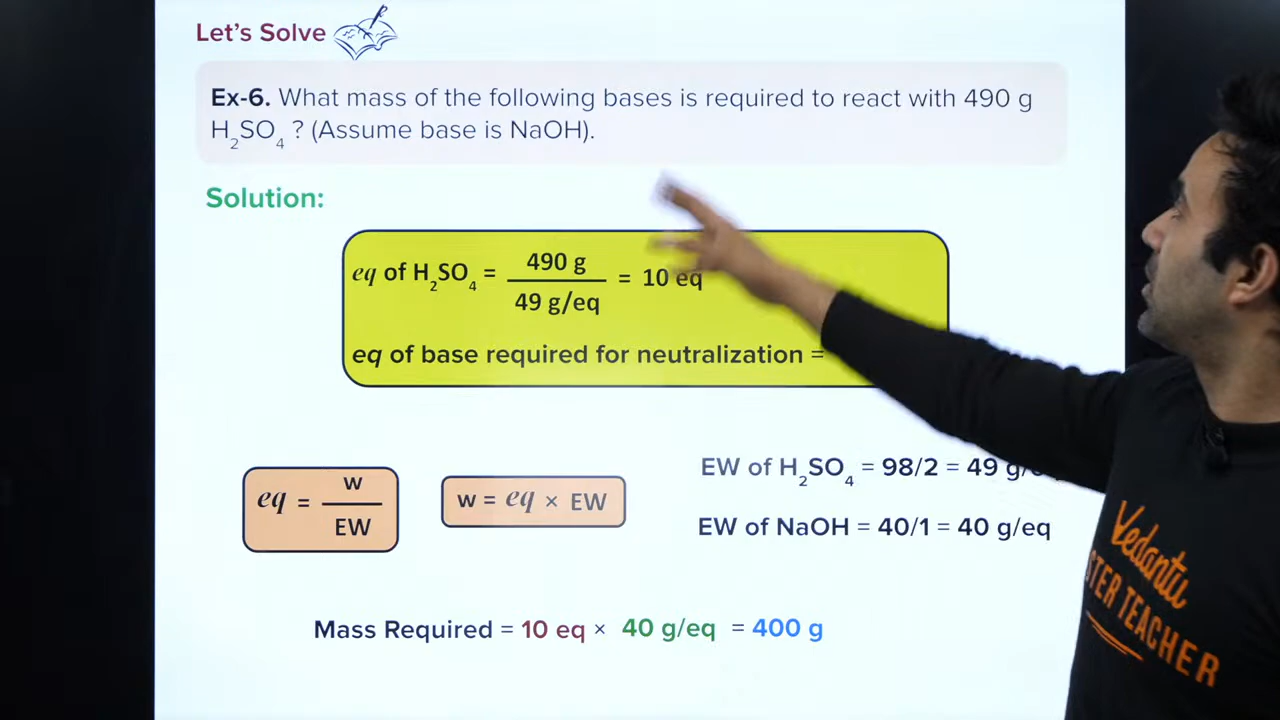 Let's Solve
Ex-6. What mass of the following bases is required to react with 490 g
H₂SO₄ ? (Assume base is NaOH).
Solution:
eq of H₂SO₄ = 490 g / 49 g/eq = 10 eq
eq of base required for neutralization =
eq = w / EW
w = eq × EW
EW of H₂SO₄ = 98/2 = 49 g/
EW of NaOH = 40/1 = 40 g/eq
Mass Required = 10 eq × 40 g/eq = 400 g
Vedantu
STER TEACHER